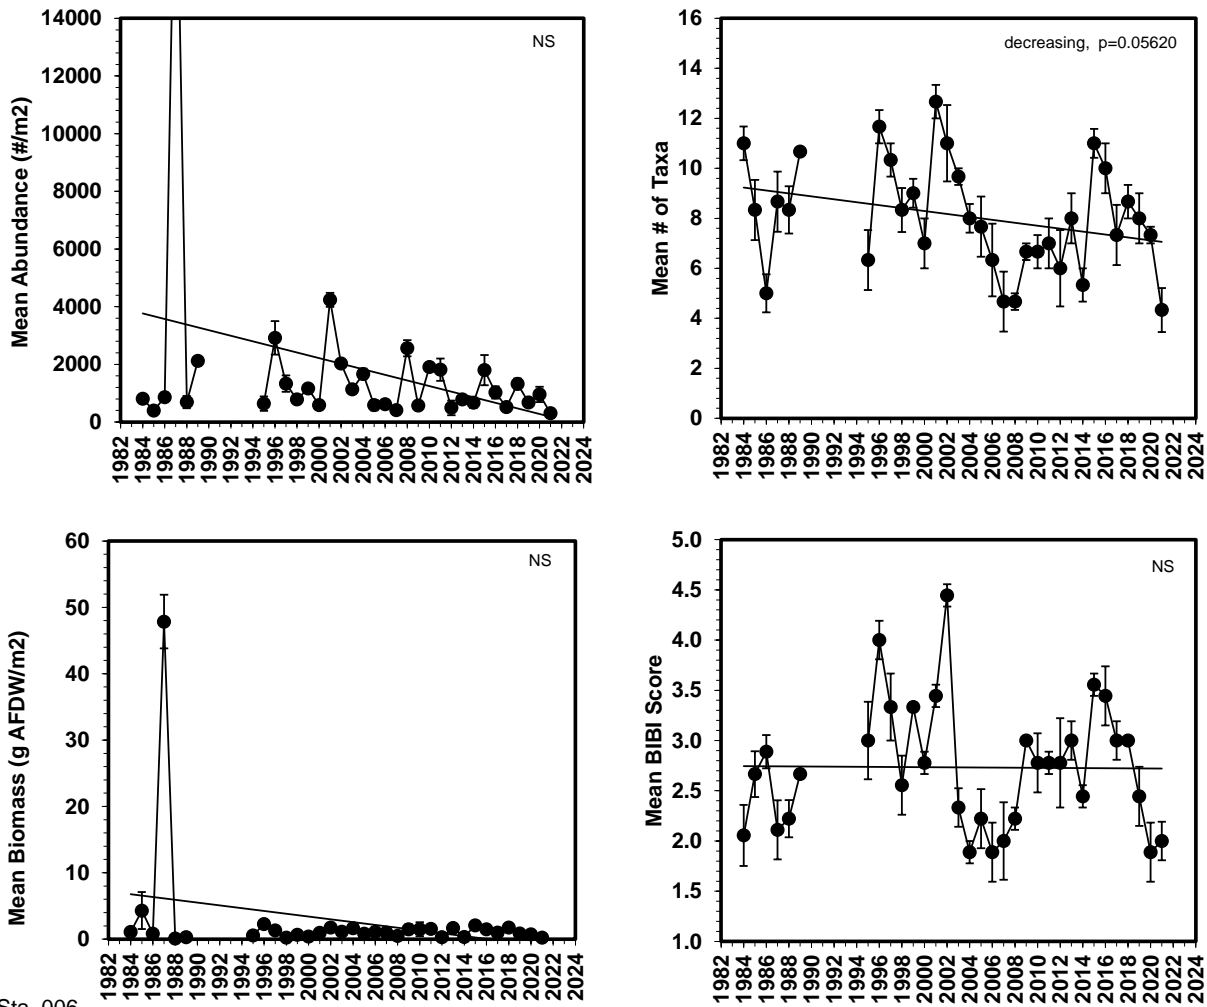 14000
12000
10000
8000
6000
4000
2000
0
Mean Abundance (#/m2)
NS
1982 1984 1986 1988 1990 1992 1994 1996 1998 2000 2002 2004 2006 2008 2010 2012 2014 2016 2018 2020 2022 2024
16
14
12
10
8
6
4
2
0
Mean # of Taxa
decreasing, p=0.05620
1982 1984 1986 1988 1990 1992 1994 1996 1998 2000 2002 2004 2006 2008 2010 2012 2014 2016 2018 2020 2022 2024
60
50
40
30
20
10
0
Mean Biomass (g AFDW/m2)
NS
1982 1984 1986 1988 1990 1992 1994 1996 1998 2000 2002 2004 2006 2008 2010 2012 2014 2016 2018 2020 2022 2024
5.0
4.5
4.0
3.5
3.0
2.5
2.0
1.5
1.0
Mean BIBI Score
NS
1982 1984 1986 1988 1990 1992 1994 1996 1998 2000 2002 2004 2006 2008 2010 2012 2014 2016 2018 2020 2022 2024
Sta. 006